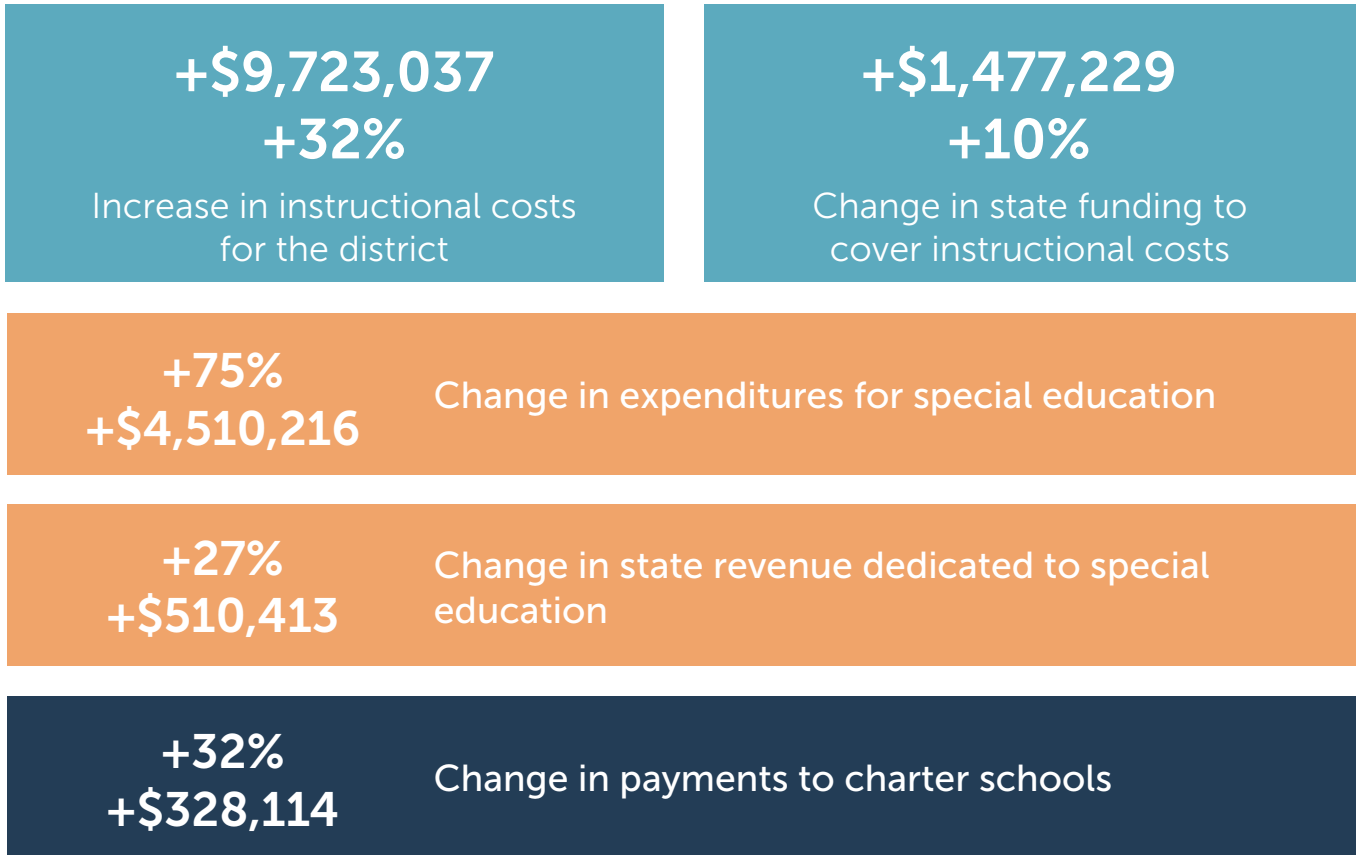 +$9,723,037
+32%
Increase in instructional costs
for the district
+$1,477,229
+10%
Change in state funding to
cover instructional costs
+75%
+$4,510,216
Change in expenditures for special education
+27%
+$510,413
Change in state revenue dedicated to special
education
+32%
+$328,114
Change in payments to charter schools